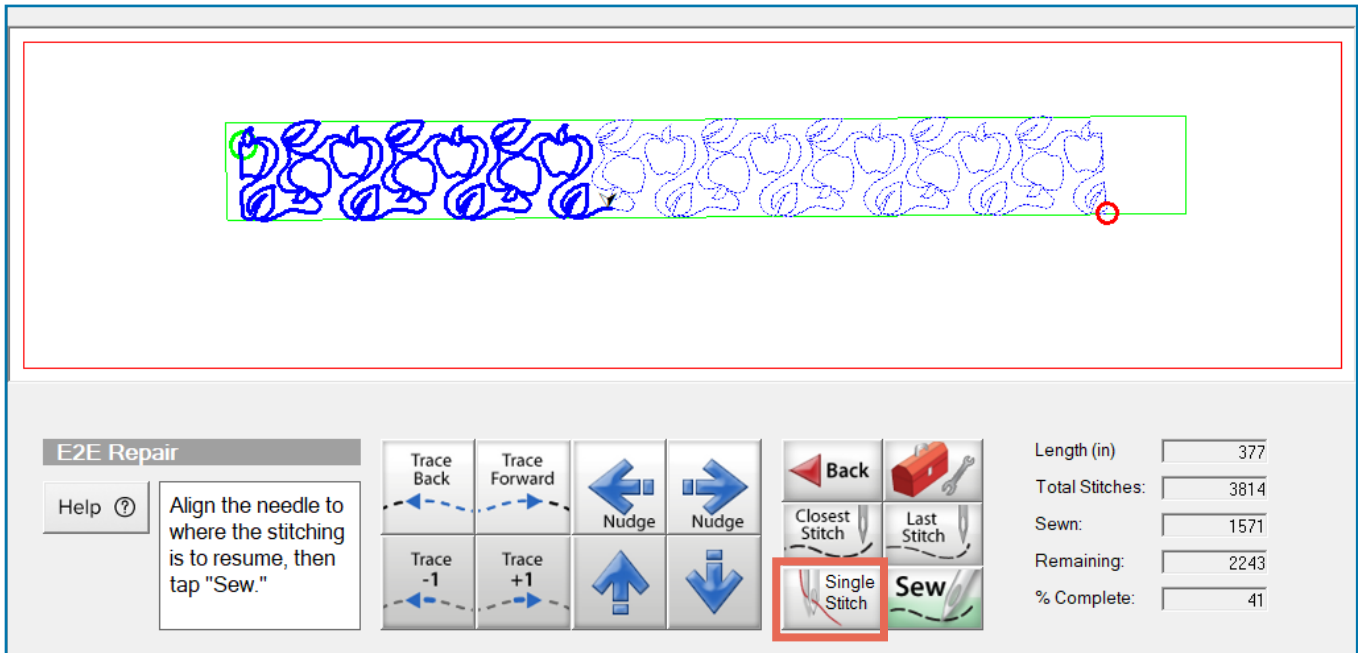 E2E Repair
Help ?
Align the needle to
where the stitching
is to resume, then
tap "Sew."
Trace
Back
Trace
Forward
Nudge
Nudge
Trace
-1
Trace
+1
Back
Closest
Stitch
Last
Stitch
Single
Stitch
Sew
Length (in) 377
Total Stitches: 3814
Sewn: 1571
Remaining: 2243
% Complete: 41